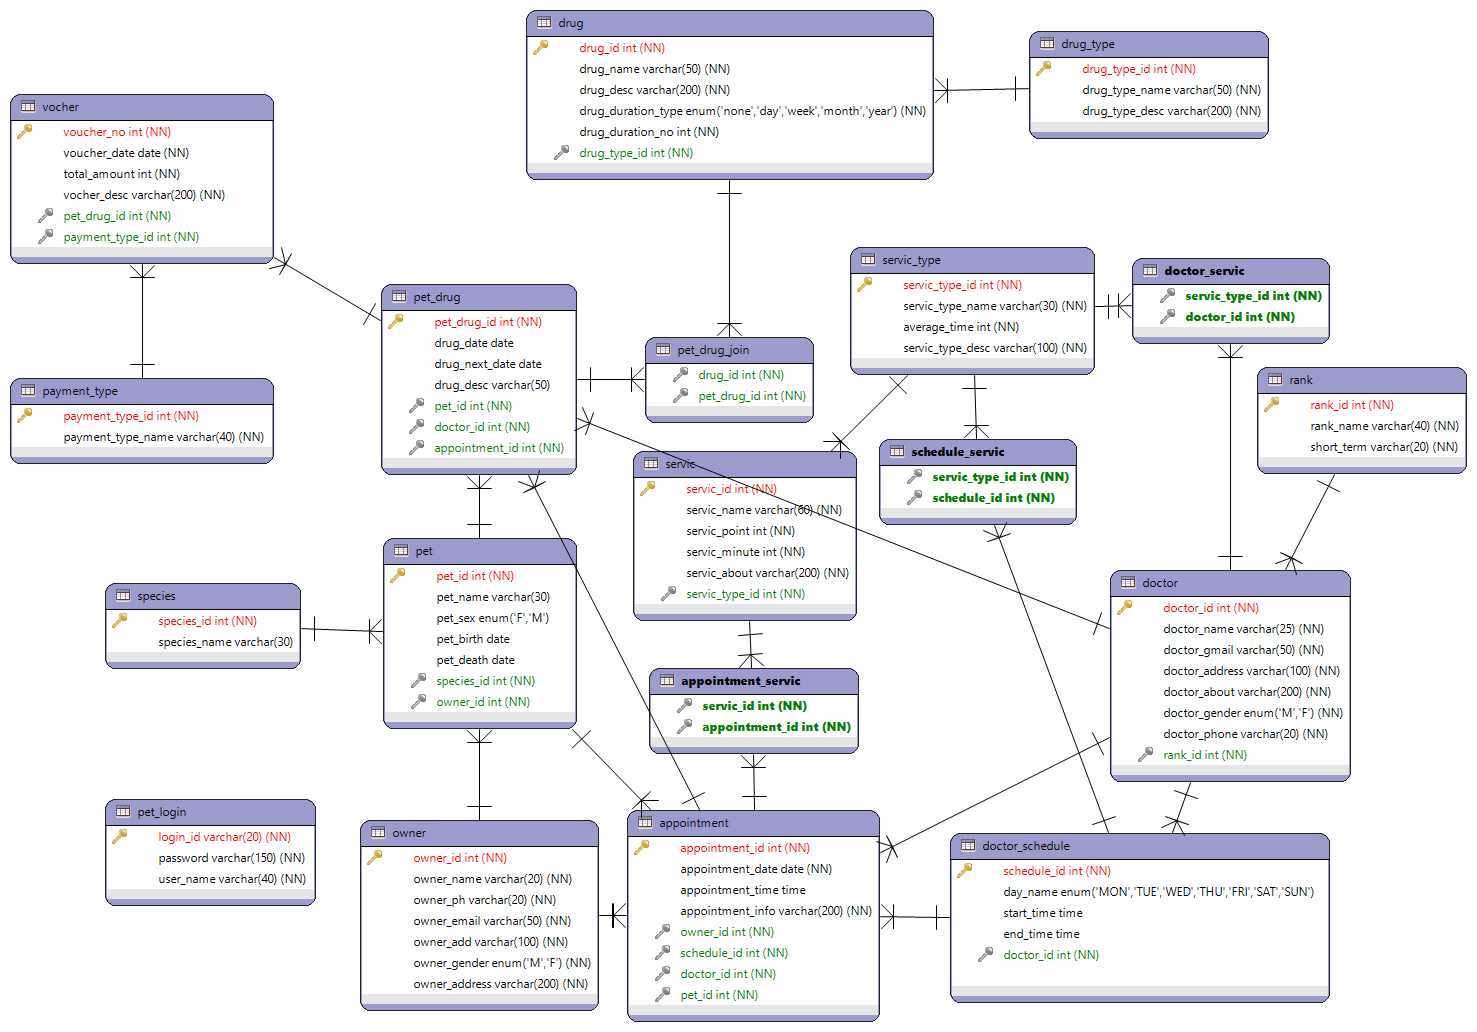 drug
drug_id int (NN)
drug_name varchar(50) (NN)
drug_desc varchar(200) (NN)
drug_duration_type enum('none','day','week','month','year') (NN)
drug_duration_no int (NN)
drug_type_id int (NN)
drug_type
drug_type_id int (NN)
drug_type_name varchar(50) (NN)
drug_type_desc varchar(200) (NN)
vocher
voucher_no int (NN)
voucher_date date (NN)
total_amount int (NN)
vocher_desc varchar(200) (NN)
pet_drug_id int (NN)
payment_type_id int (NN)
payment_type
payment_type_id int (NN)
payment_type_name varchar(40) (NN)
pet_drug
pet_drug_id int (NN)
drug_date date
drug_next_date date
drug_desc varchar(50)
pet_id int (NN)
doctor_id int (NN)
appointment_id int (NN)
pet_drug_join
drug_id int (NN)
pet_drug_id int (NN)
servic_type
servic_type_id int (NN)
servic_type_name varchar(30) (NN)
average_time int (NN)
servic_type_desc varchar(100) (NN)
doctor_servic
servic_type_id int (NN)
doctor_id int (NN)
rank
rank_id int (NN)
rank_name varchar(40) (NN)
short_term varchar(20) (NN)
schedule_servic
servic_type_id int (NN)
schedule_id int (NN)
servic
servic_id int (NN)
servic_name varchar(60) (NN)
servic_point int (NN)
servic_minute int (NN)
servic_about varchar(200) (NN)
servic_type_id int (NN)
pet
pet_id int (NN)
pet_name varchar(30)
pet_sex enum('F','M')
pet_birth date
pet_death date
species_id int (NN)
owner_id int (NN)
species
species_id int (NN)
species_name varchar(30)
doctor
doctor_id int (NN)
doctor_name varchar(25) (NN)
doctor_gmail varchar(50) (NN)
doctor_address varchar(100) (NN)
doctor_about varchar(200) (NN)
doctor_gender enum('M','F') (NN)
doctor_phone varchar(20) (NN)
rank_id int (NN)
appointment_servic
servic_id int (NN)
appointment_id int (NN)
pet_login
login_id varchar(20) (NN)
password varchar(150) (NN)
user_name varchar(40) (NN)
owner
owner_id int (NN)
owner_name varchar(20) (NN)
owner_ph varchar(20) (NN)
owner_email varchar(50) (NN)
owner_add varchar(100) (NN)
owner_gender enum('M','F') (NN)
owner_address varchar(200) (NN)
appointment
appointment_id int (NN)
appointment_date date (NN)
appointment_time time
appointment_info varchar(200) (NN)
owner_id int (NN)
schedule_id int (NN)
doctor_id int (NN)
pet_id int (NN)
doctor_schedule
schedule_id int (NN)
day_name enum('MON','TUE','WED','THU','FRI','SAT','SUN')
start_time time
end_time time
doctor_id int (NN)